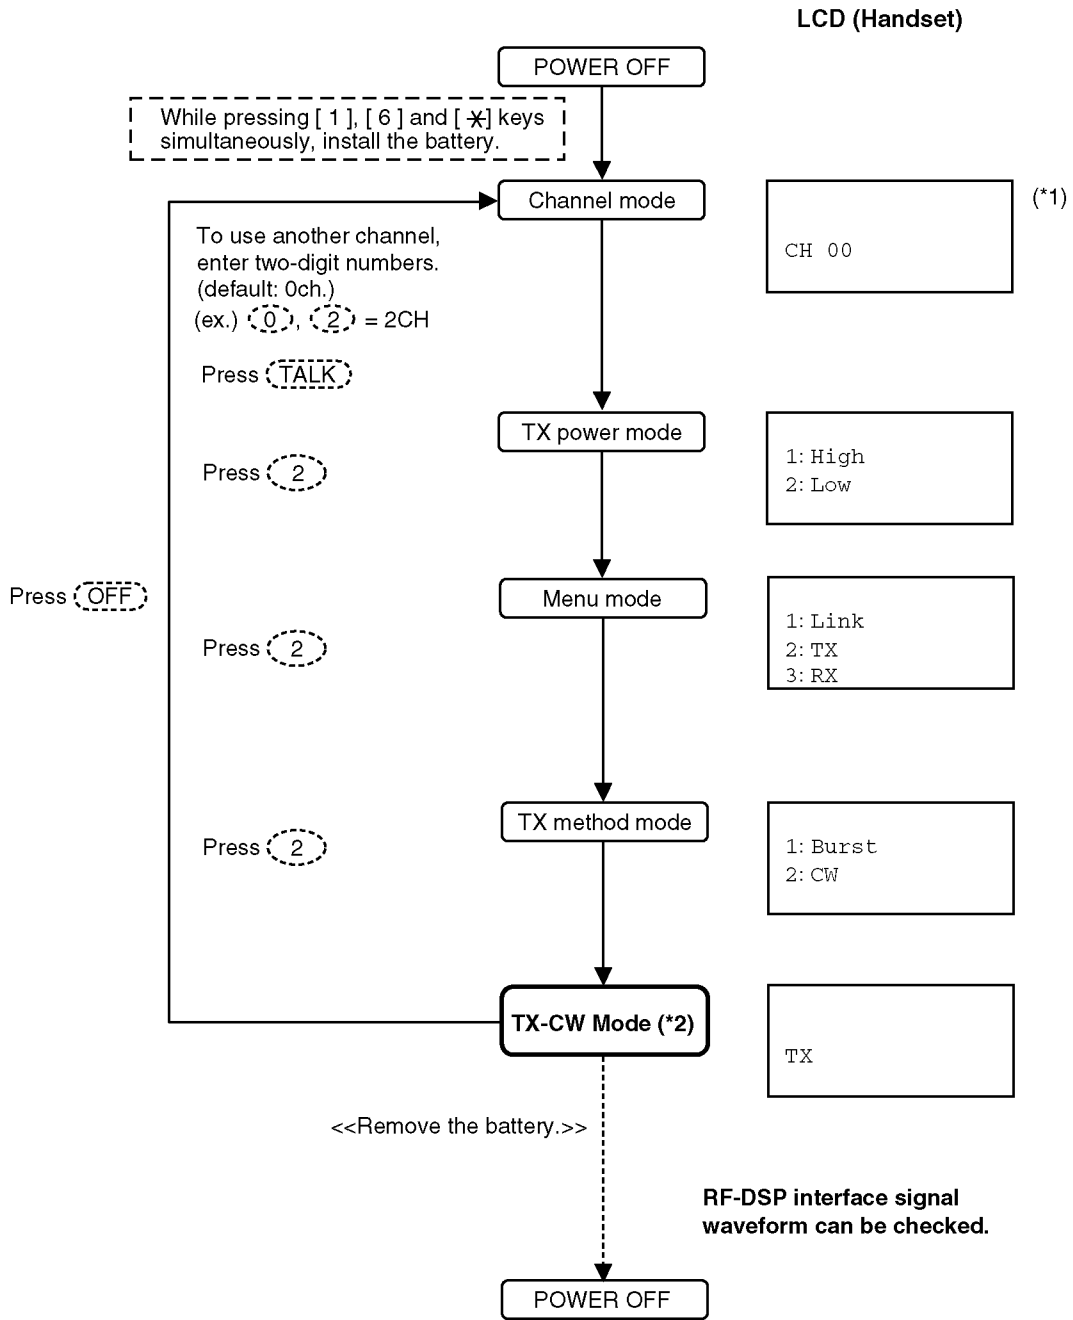 LCD (Handset)
POWER OFF
While pressing [ 1 ], [ 6 ] and [ * ] keys
simultaneously, install the battery.
Channel mode
(*1)
To use another channel,
enter two-digit numbers.
(default: 0ch.)
(ex.) 0, 2 = 2CH
CH 00
Press TALK
TX power mode
1: High
2: Low
Press 2
Press OFF
Menu mode
1: Link
2: TX
3: RX
Press 2
TX method mode
1: Burst
2: CW
Press 2
TX-CW Mode (*2)
TX
<<Remove the battery.>>
RF-DSP interface signal
waveform can be checked.
POWER OFF